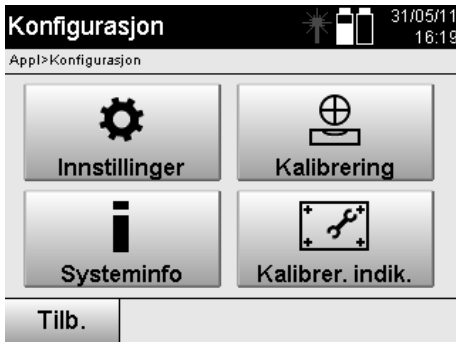 Konfigurasjon
31/05/11
16:19
Appl>Konfigurasjon
Innstillinger
Kalibrering
Systeminfo
Kalibrer. indik.
Tilb.